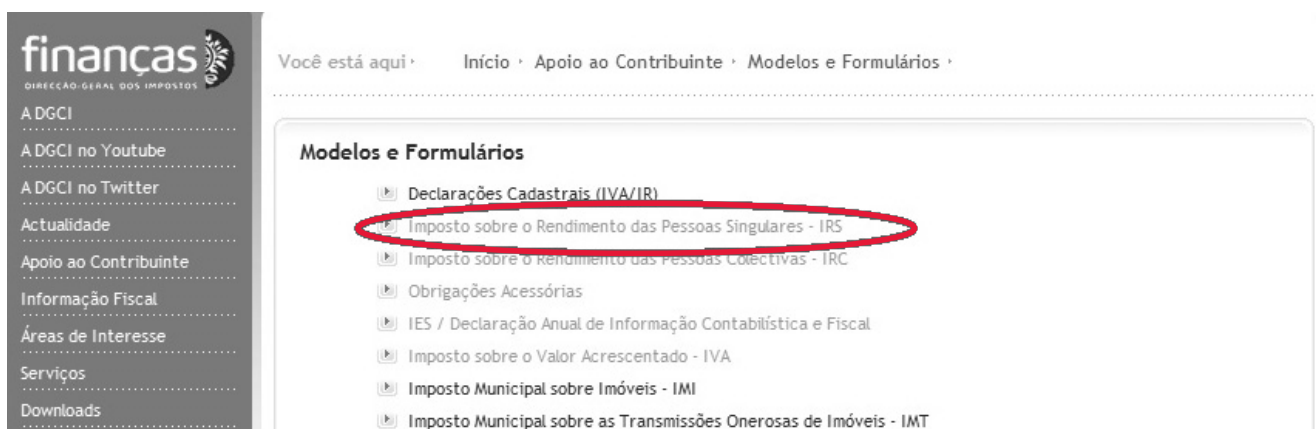 finanças
DIRECÇÃO-GERAL DOS IMPOSTOS
A DGCI
A DGCI no Youtube
A DGCI no Twitter
Actualidade
Apoio ao Contribuinte
Informação Fiscal
Áreas de Interesse
Serviços
Downloads
Você está aqui › Início › Apoio ao Contribuinte › Modelos e Formulários ›
Modelos e Formulários
Declarações Cadastrais (IVA/IR)
Imposto sobre o Rendimento das Pessoas Singulares - IRS
Imposto sobre o Rendimento das Pessoas Colectivas - IRC
Obrigações Acessórias
IES / Declaração Anual de Informação Contabilística e Fiscal
Imposto sobre o Valor Acrescentado - IVA
Imposto Municipal sobre Imóveis - IMI
Imposto Municipal sobre as Transmissões Onerosas de Imóveis - IMT